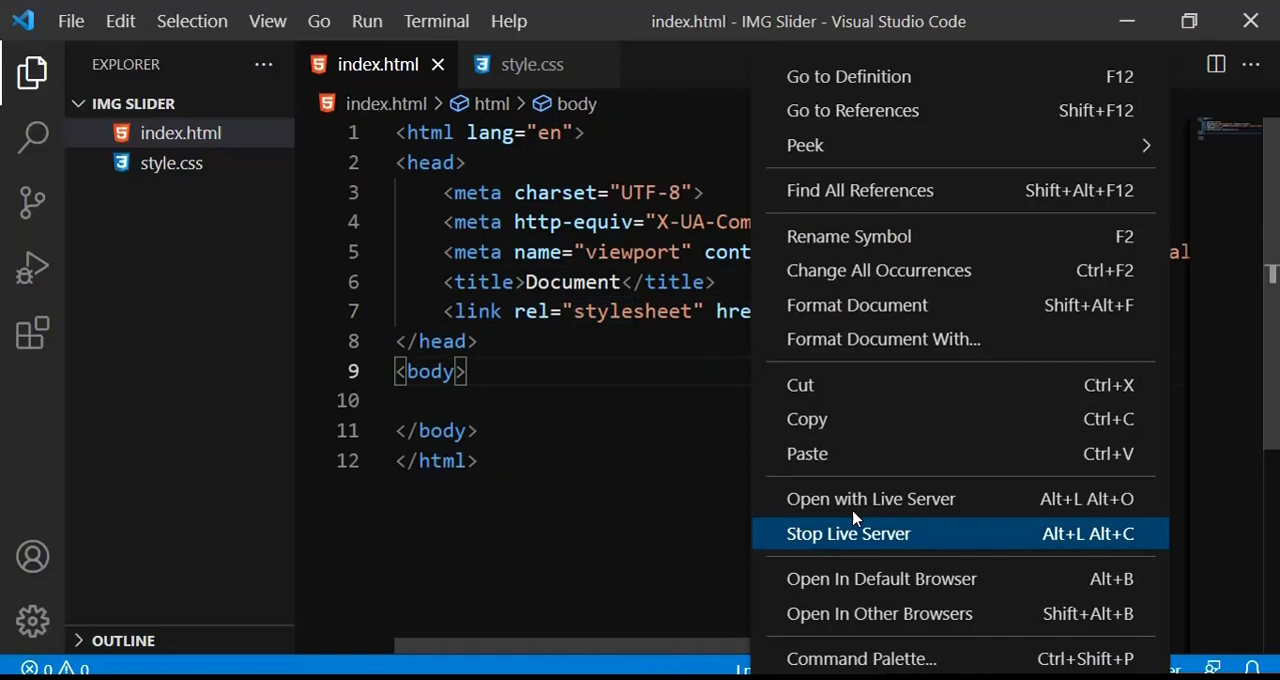 File Edit Selection View Go Run Terminal Help index.html - IMG Slider - Visual Studio Code
EXPLORER
IMG SLIDER
index.html
style.css
OUTLINE
index.html style.css
index.html > html > body
1 <html lang="en">
2 <head>
3 <meta charset="UTF-8">
4 <meta http-equiv="X-UA-Com
5 <meta name="viewport" cont al
6 <title>Document</title>
7 <link rel="stylesheet" hre
8 </head>
9 <body>
10
11 </body>
12 </html>
Go to Definition F12
Go to References Shift+F12
Peek
Find All References Shift+Alt+F12
Rename Symbol F2
Change All Occurrences Ctrl+F2
Format Document Shift+Alt+F
Format Document With...
Cut Ctrl+X
Copy Ctrl+C
Paste Ctrl+V
Open with Live Server Alt+L Alt+O
Stop Live Server Alt+L Alt+C
Open In Default Browser Alt+B
Open In Other Browsers Shift+Alt+B
Command Palette... Ctrl+Shift+P
0 0